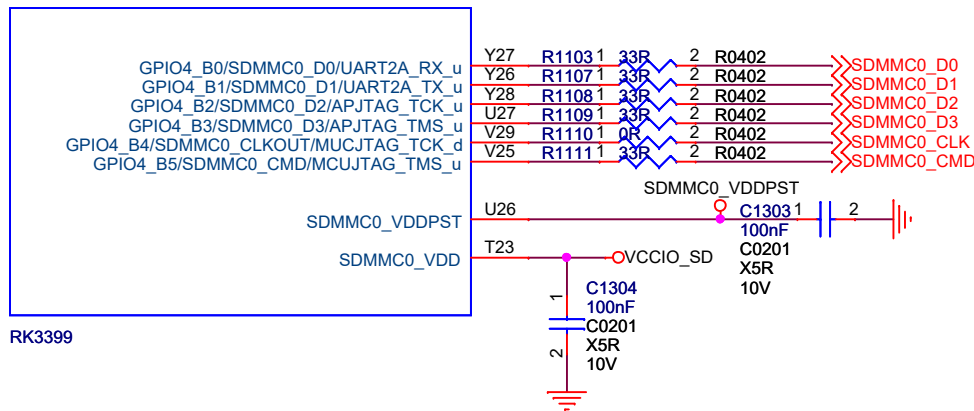 GPIO4_B0/SDMMC0_D0/UART2A_RX_u Y27 R1103 1 33R 2 R0402 SDMMC0_D0
GPIO4_B1/SDMMC0_D1/UART2A_TX_u Y26 R1107 1 33R 2 R0402 SDMMC0_D1
GPIO4_B2/SDMMC0_D2/APJTAG_TCK_u Y28 R1108 1 33R 2 R0402 SDMMC0_D2
GPIO4_B3/SDMMC0_D3/APJTAG_TMS_u U27 R1109 1 33R 2 R0402 SDMMC0_D3
GPIO4_B4/SDMMC0_CLKOUT/MUCJTAG_TCK_d V29 R1110 1 0R 2 R0402 SDMMC0_CLK
GPIO4_B5/SDMMC0_CMD/MCUJTAG_TMS_u V25 R1111 1 33R 2 R0402 SDMMC0_CMD
SDMMC0_VDDPST
SDMMC0_VDDPST U26 C1303 1 2
100nF
C0201
X5R
10V
SDMMC0_VDD T23 VCCIO_SD
1 C1304
100nF
C0201
X5R
2 10V
RK3399